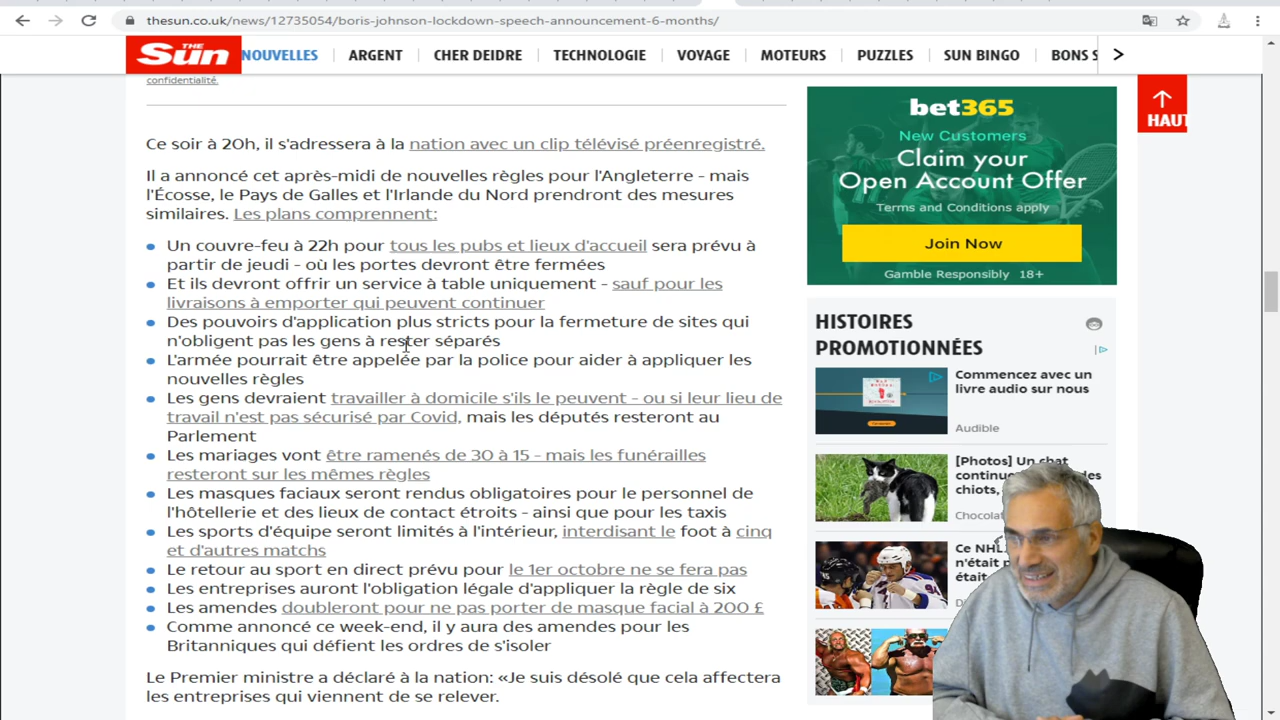 thesun.co.uk/news/12735054/boris-johnson-lockdown-speech-announcement-6-months/
THE Sun
NOUVELLES
ARGENT
CHER DEIDRE
TECHNOLOGIE
VOYAGE
MOTEURS
PUZZLES
SUN BINGO
BONS S
confidentialité.
HAUT
Ce soir à 20h, il s'adressera à la nation avec un clip télévisé préenregistré.
Il a annoncé cet après-midi de nouvelles règles pour l'Angleterre - mais
l'Écosse, le Pays de Galles et l'Irlande du Nord prendront des mesures
similaires. Les plans comprennent:
Un couvre-feu à 22h pour tous les pubs et lieux d'accueil sera prévu à
partir de jeudi - où les portes devront être fermées
Et ils devront offrir un service à table uniquement - sauf pour les
livraisons à emporter qui peuvent continuer
Des pouvoirs d'application plus stricts pour la fermeture de sites qui
n'obligent pas les gens à rester séparés
L'armée pourrait être appelée par la police pour aider à appliquer les
nouvelles règles
Les gens devraient travailler à domicile s'ils le peuvent - ou si leur lieu de
travail n'est pas sécurisé par Covid, mais les députés resteront au
Parlement
Les mariages vont être ramenés de 30 à 15 - mais les funérailles
resteront sur les mêmes règles
Les masques faciaux seront rendus obligatoires pour le personnel de
l'hôtellerie et des lieux de contact étroits - ainsi que pour les taxis
Les sports d'équipe seront limités à l'intérieur, interdisant le foot à cinq
et d'autres matchs
Le retour au sport en direct prévu pour le 1er octobre ne se fera pas
Les entreprises auront l'obligation légale d'appliquer la règle de six
Les amendes doubleront pour ne pas porter de masque facial à 200 £
Comme annoncé ce week-end, il y aura des amendes pour les
Britanniques qui défient les ordres de s'isoler
Le Premier ministre a déclaré à la nation: «Je suis désolé que cela affectera
les entreprises qui viennent de se relever.
bet365
New Customers
Claim your
Open Account Offer
Terms and Conditions apply
Join Now
Gamble Responsibly 18+
HISTOIRES
PROMOTIONNÉES
Commencez avec un
livre audio sur nous
Audible
[Photos] Un chat
continue des
chiots,
Chocolat
Ce NHL
n'était
était